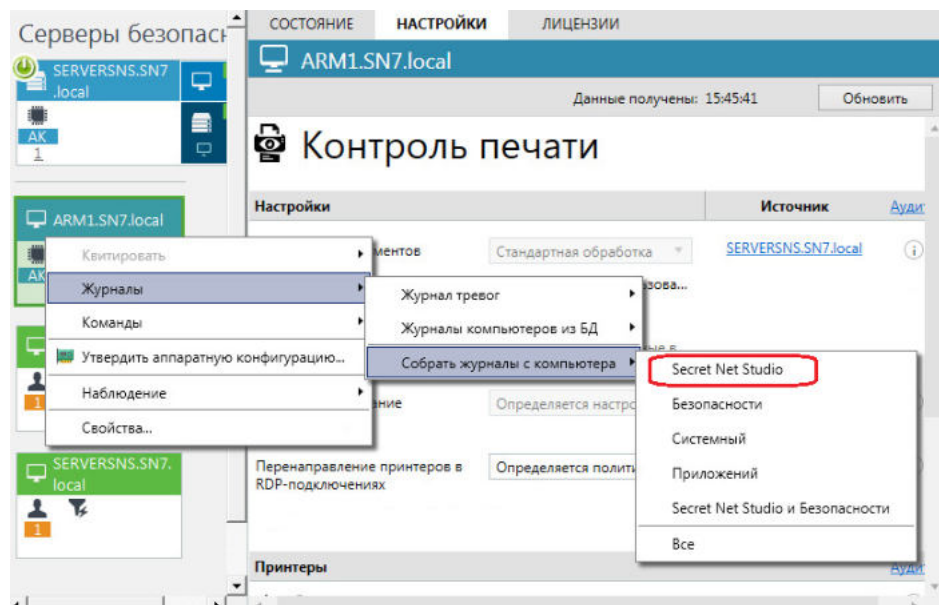 Серверы безопасн
SERVERSNS.SN7
.local
АК
1
ARM1.SN7.local
АК
1
SERVERSNS.SN7.
local
1
СОСТОЯНИЕ НАСТРОЙКИ ЛИЦЕНЗИИ
ARM1.SN7.local
Данные получены: 15:45:41 Обновить
Контроль печати
Настройки Источник Аудит
ментов Стандартная обработка SERVERSNS.SN7.local
зова...
ание Определяется настро
Перенаправление принтеров в
RDP-подключениях
Определяется полити
Принтеры Аудит
Квитировать
Журналы
Команды
Утвердить аппаратную конфигурацию...
Наблюдение
Свойства...
Журнал тревог
Журналы компьютеров из БД
Собрать журналы с компьютера
Secret Net Studio
Безопасности
Системный
Приложений
Secret Net Studio и Безопасности
Все